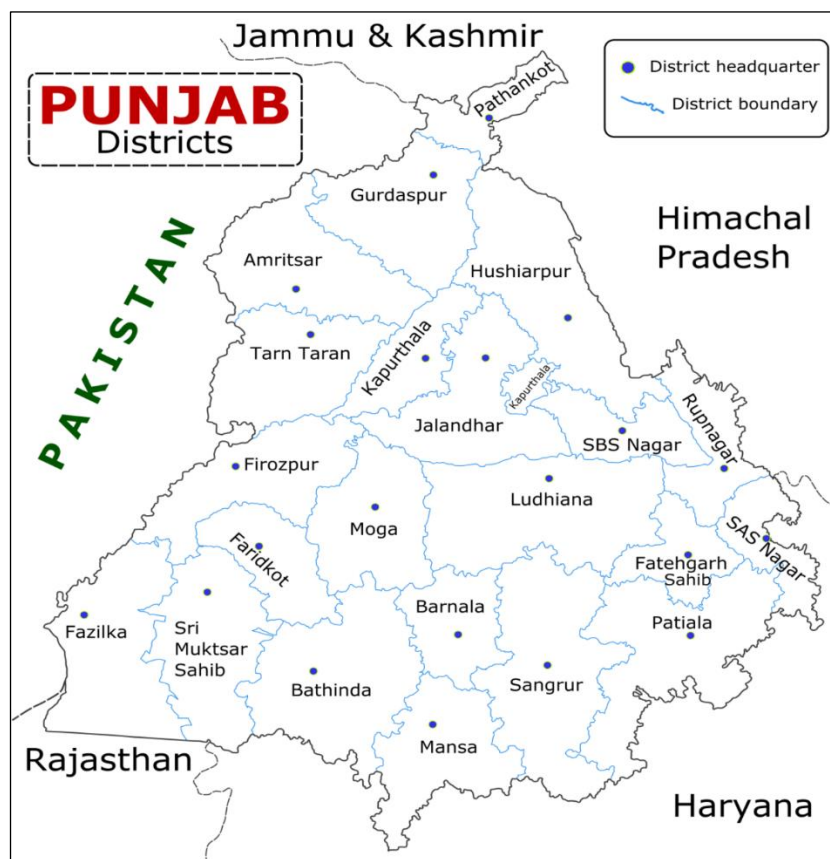 Jammu & Kashmir
PUNJAB
Districts
District headquarter
District boundary
Pathankot
Gurdaspur
Himachal
Pradesh
PAKISTAN
Amritsar
Hushiarpur
Tarn Taran
Kapurthala
Kapurthala
Jalandhar
SBS Nagar
Rupnagar
Firozpur
Moga
Ludhiana
Faridkot
Fatehgarh
Sahib
SAS Nagar
Fazilka
Sri
Muktsar
Sahib
Barnala
Patiala
Bathinda
Sangrur
Mansa
Rajasthan
Haryana